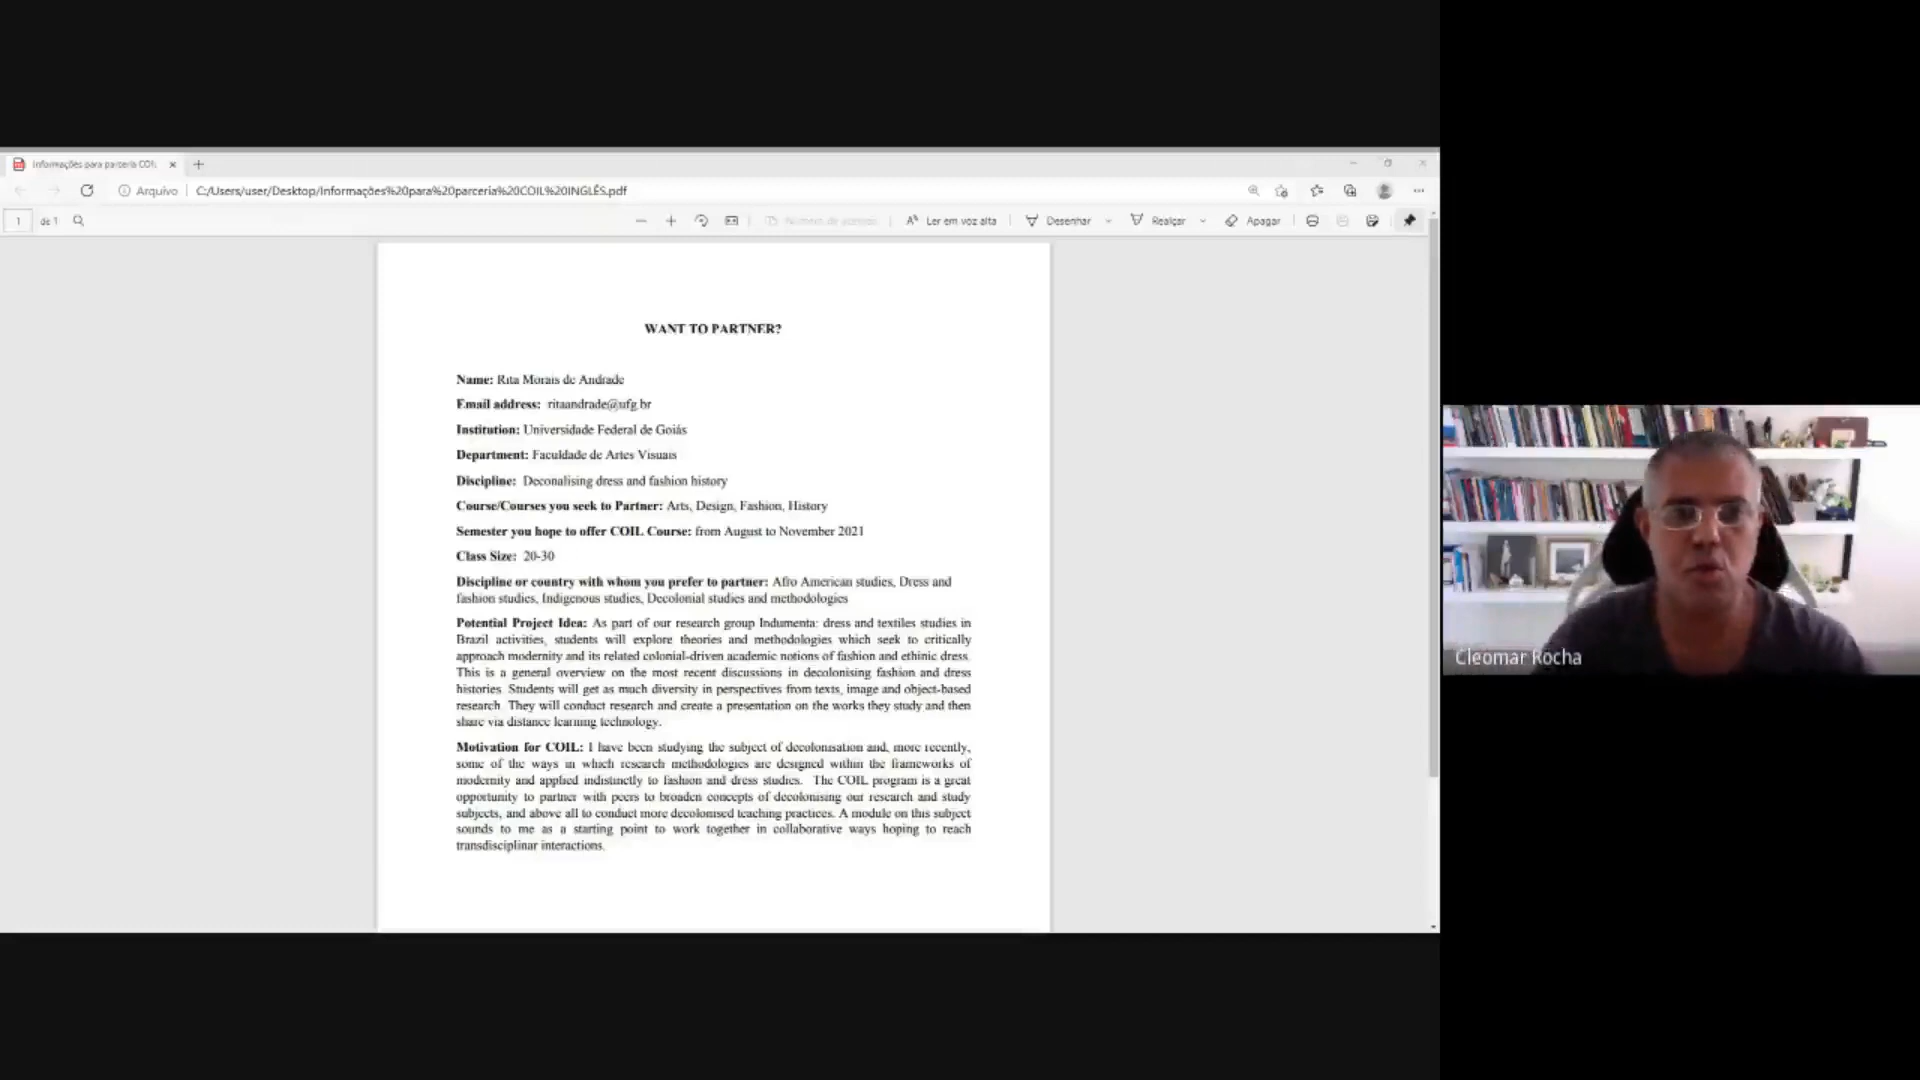 Informações para parceria COIL
Arquivo
C:/Users/user/Desktop/Informações%20para%20parceria%20COIL%20INGLÊS.pdf
1 de 1
Ler em voz alta
Desenhar
Realçar
Apagar
WANT TO PARTNER?
Name: Rita Morais de Andrade
Email address: ritaandrade@ufg.br
Institution: Universidade Federal de Goiás
Department: Faculdade de Artes Visuais
Discipline: Deconalising dress and fashion history
Course/Courses you seek to Partner: Arts, Design, Fashion, History
Semester you hope to offer COIL Course: from August to November 2021
Class Size: 20-30
Discipline or country with whom you prefer to partner: Afro American studies, Dress and
fashion studies, Indigenous studies, Decolonial studies and methodologies
Potential Project Idea: As part of our research group Indumenta: dress and textiles studies in
Brazil activities, students will explore theories and methodologies which seek to critically
approach modernity and its related colonial-driven academic notions of fashion and ethinic dress.
This is a general overview on the most recent discussions in decolonising fashion and dress
histories. Students will get as much diversity in perspectives from texts, image and object-based
research. They will conduct research and create a presentation on the works they study and then
share via distance learning technology.
Motivation for COIL: I have been studying the subject of decolonisation and, more recently,
some of the ways in which research methodologies are designed within the frameworks of
modernity and applied indistinctly to fashion and dress studies. The COIL program is a great
opportunity to partner with peers to broaden concepts of decolonising our research and study
subjects, and above all to conduct more decolonised teaching practices. A module on this subject
sounds to me as a starting point to work together in collaborative ways hoping to reach
transdisciplinar interactions.
Cleomar Rocha